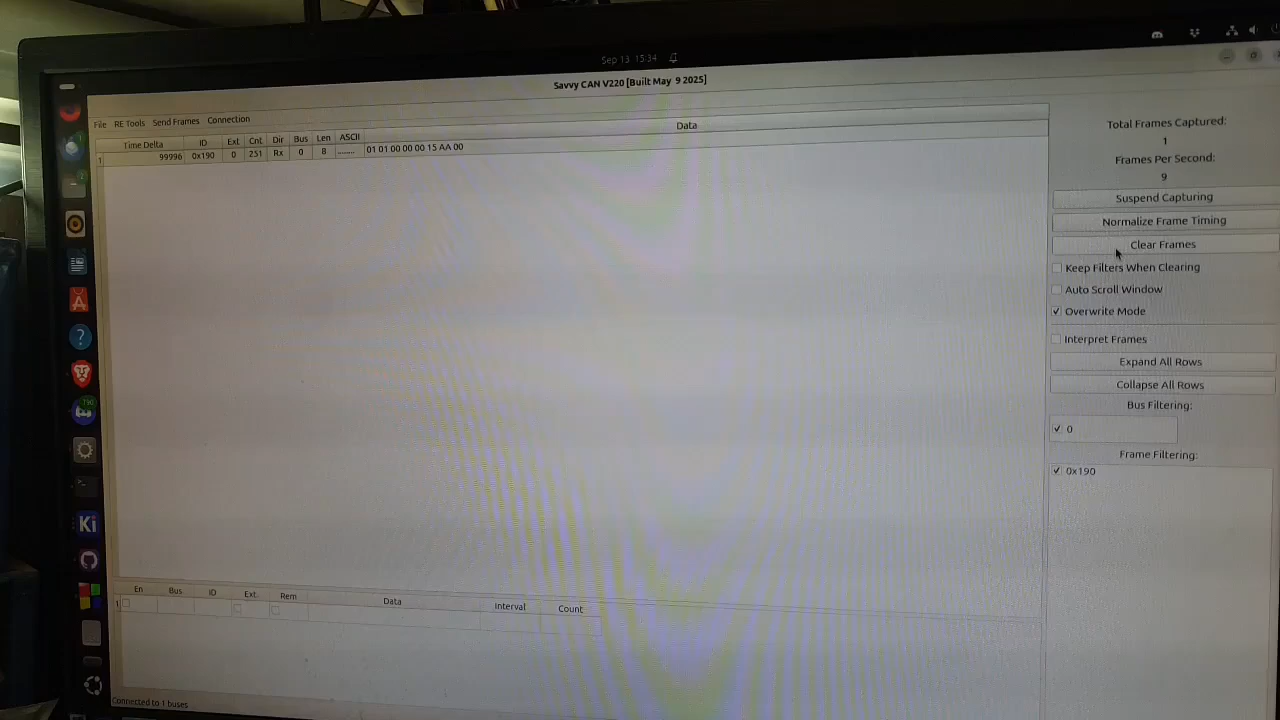 Sep 13 15:34
Savvy CAN V220 [Built May 9 2025]
File RE Tools Send Frames Connection
Time Delta ID Ext Cnt Dir Bus Len ASCII Data
1 99996 0x190 0 251 Rx 0 8 ........ 01 01 00 00 00 15 AA 00
Total Frames Captured:
1
Frames Per Second:
9
Suspend Capturing
Normalize Frame Timing
Clear Frames
Keep Filters When Clearing
Auto Scroll Window
Overwrite Mode
Interpret Frames
Expand All Rows
Collapse All Rows
Bus Filtering:
0
Frame Filtering:
0x190
Ki
En Bus ID Ext Rem Data Interval Count
1
Connected to 1 buses